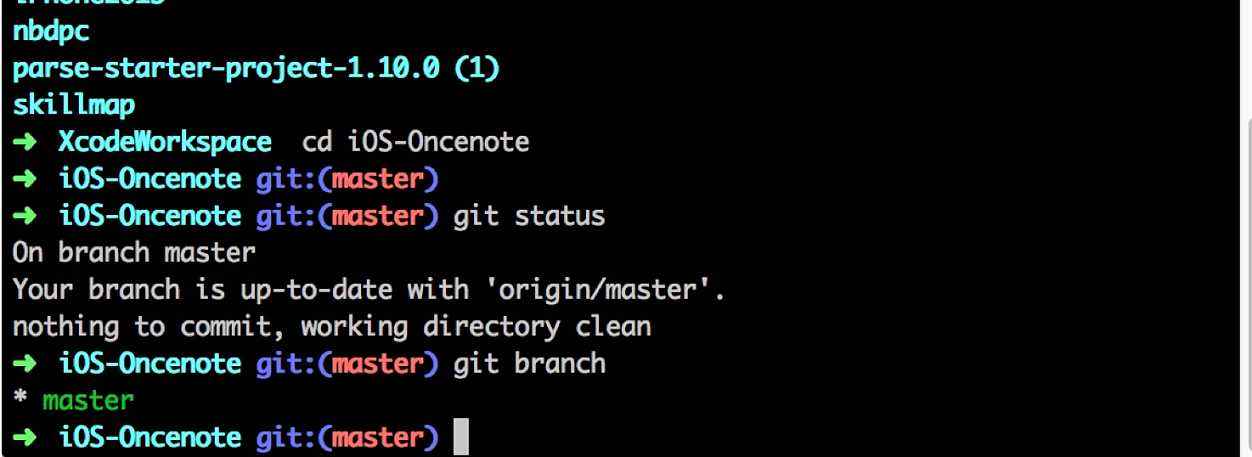 nbdpc
parse-starter-project-1.10.0 (1)
skillmap
➜ XcodeWorkspace cd iOS-Oncenote
➜ iOS-Oncenote git:(master)
➜ iOS-Oncenote git:(master) git status
On branch master
Your branch is up-to-date with 'origin/master'.
nothing to commit, working directory clean
➜ iOS-Oncenote git:(master) git branch
* master
➜ iOS-Oncenote git:(master)